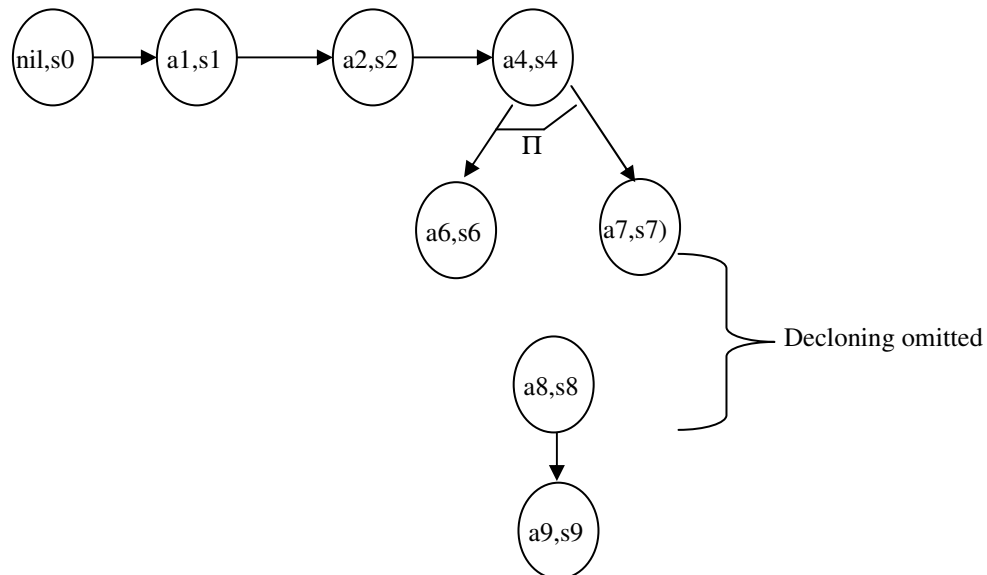 nil,s0
a1,s1
a2,s2
a4,s4
Π
a6,s6
a7,s7)
Decloning omitted
a8,s8
a9,s9